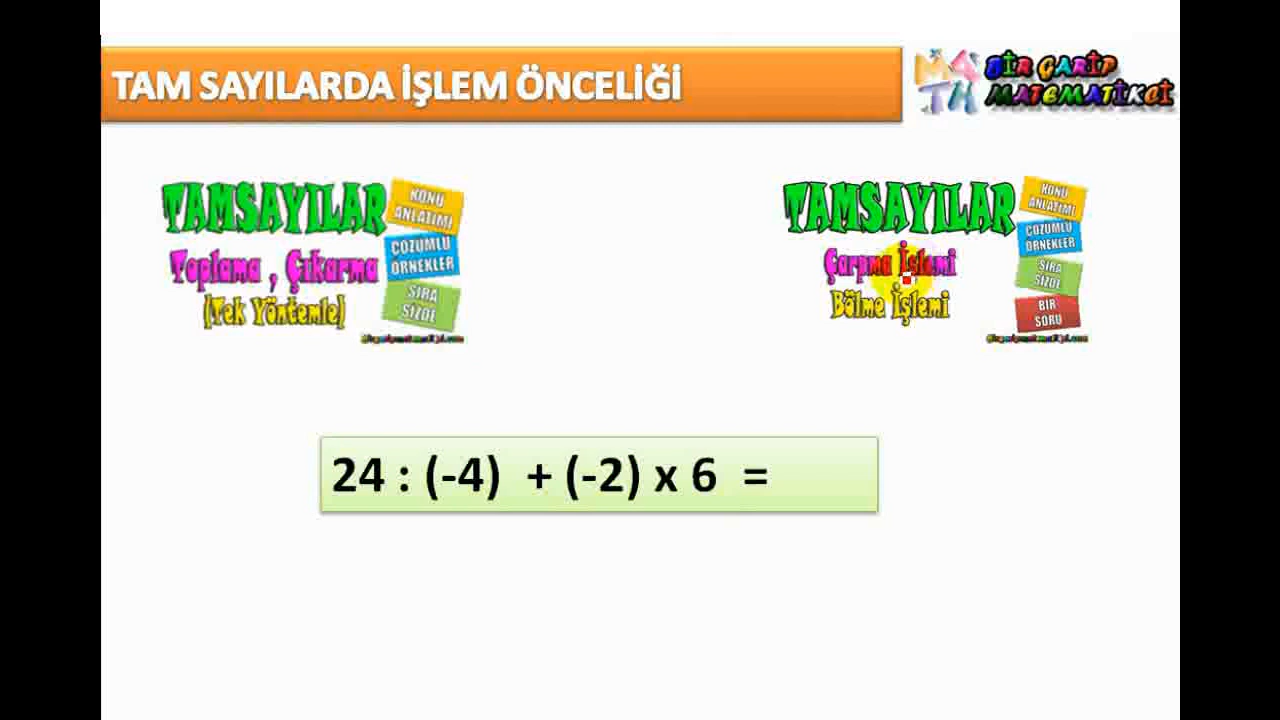 TAM SAYILARDA İŞLEM ÖNCELİĞİ
BİR GARİP
MATEMATİKÇİ
TAMSAYILAR
Toplama , Çıkarma
(Tek Yöntemle)
KONU
ANLATIMI
ÇÖZÜMLÜ
ÖRNEKLER
SIRA
SİZDE
TAMSAYILAR
Çarpma İşlemi
Bölme İşlemi
KONU
ANLATIMI
ÇÖZÜMLÜ
ÖRNEKLER
SIRA
SİZDE
BİR
SORU
24 : (-4) + (-2) x 6 =